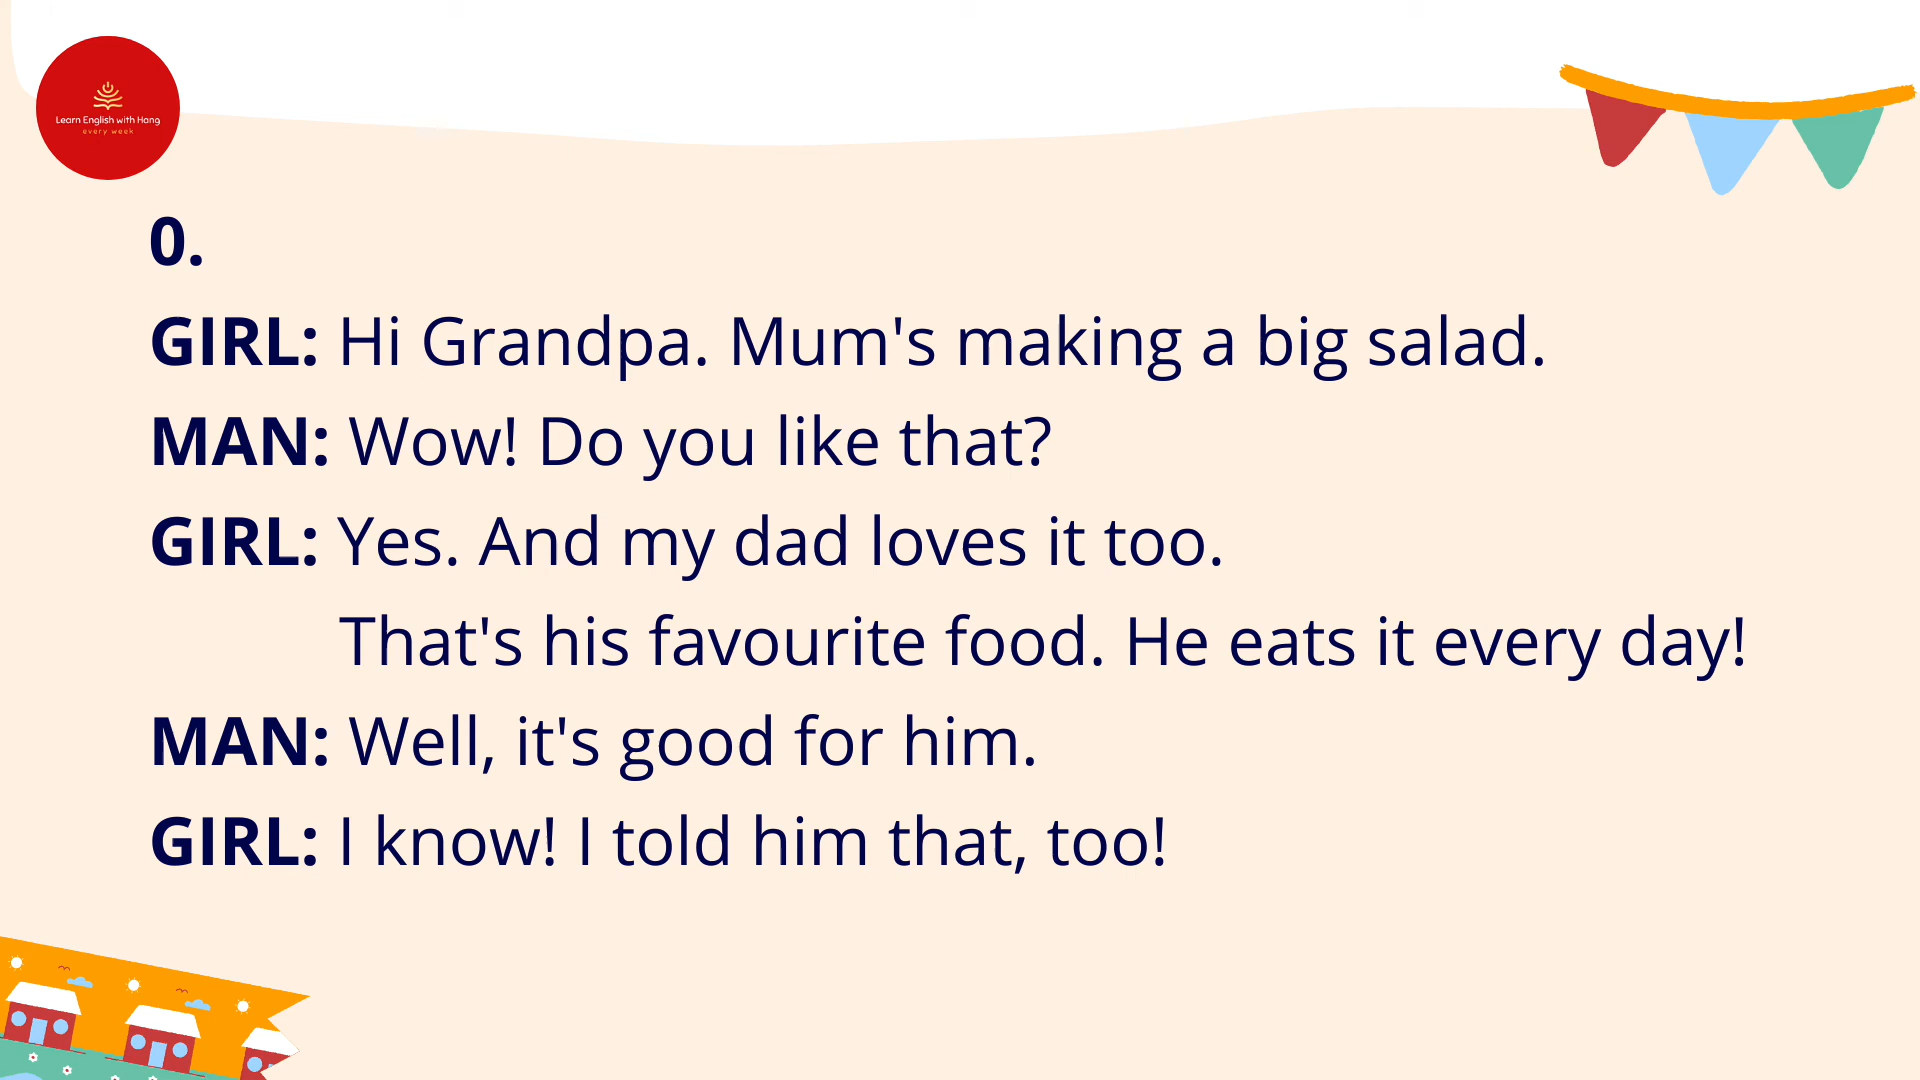 Learn English with Hang
every week
0.
GIRL: Hi Grandpa. Mum's making a big salad.
MAN: Wow! Do you like that?
GIRL: Yes. And my dad loves it too.
That's his favourite food. He eats it every day!
MAN: Well, it's good for him.
GIRL: I know! I told him that, too!